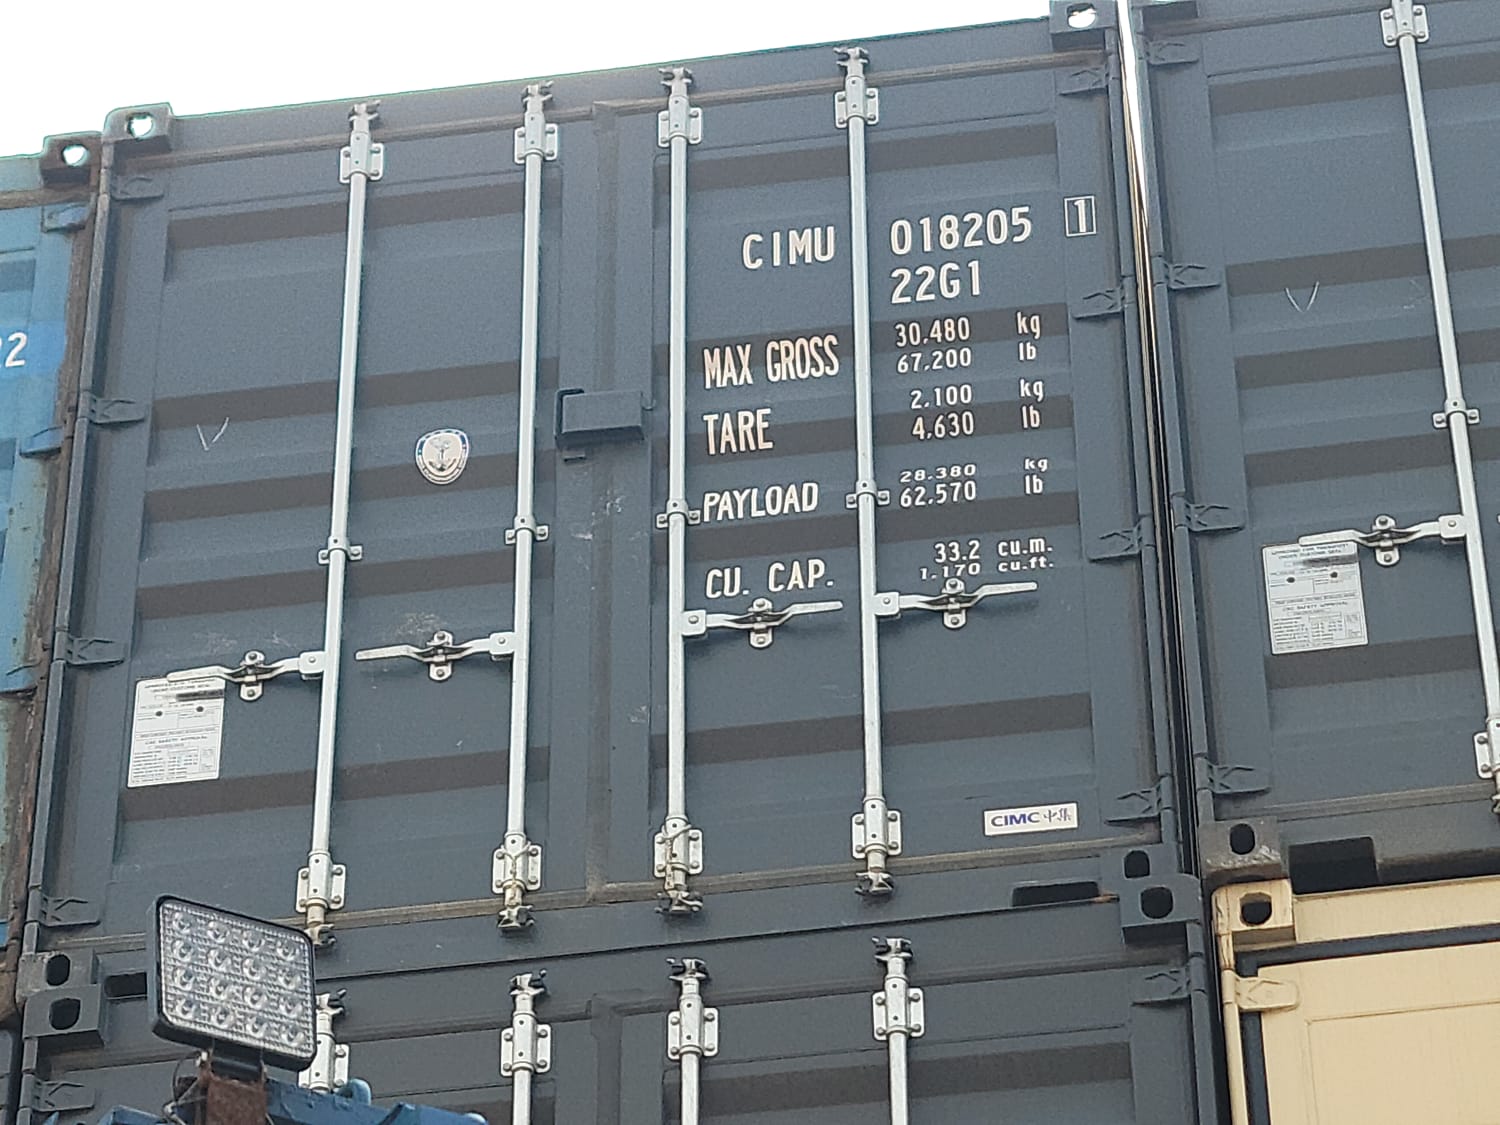 CIMU 018205 1
22G1
MAX GROSS 30.480 kg
67.200 lb
TARE 2.100 kg
4.630 lb
PAYLOAD 28.380 kg
62.570 lb
CU. CAP. 33.2 cu.m.
1.170 cu.ft.
CIMC 中集
2